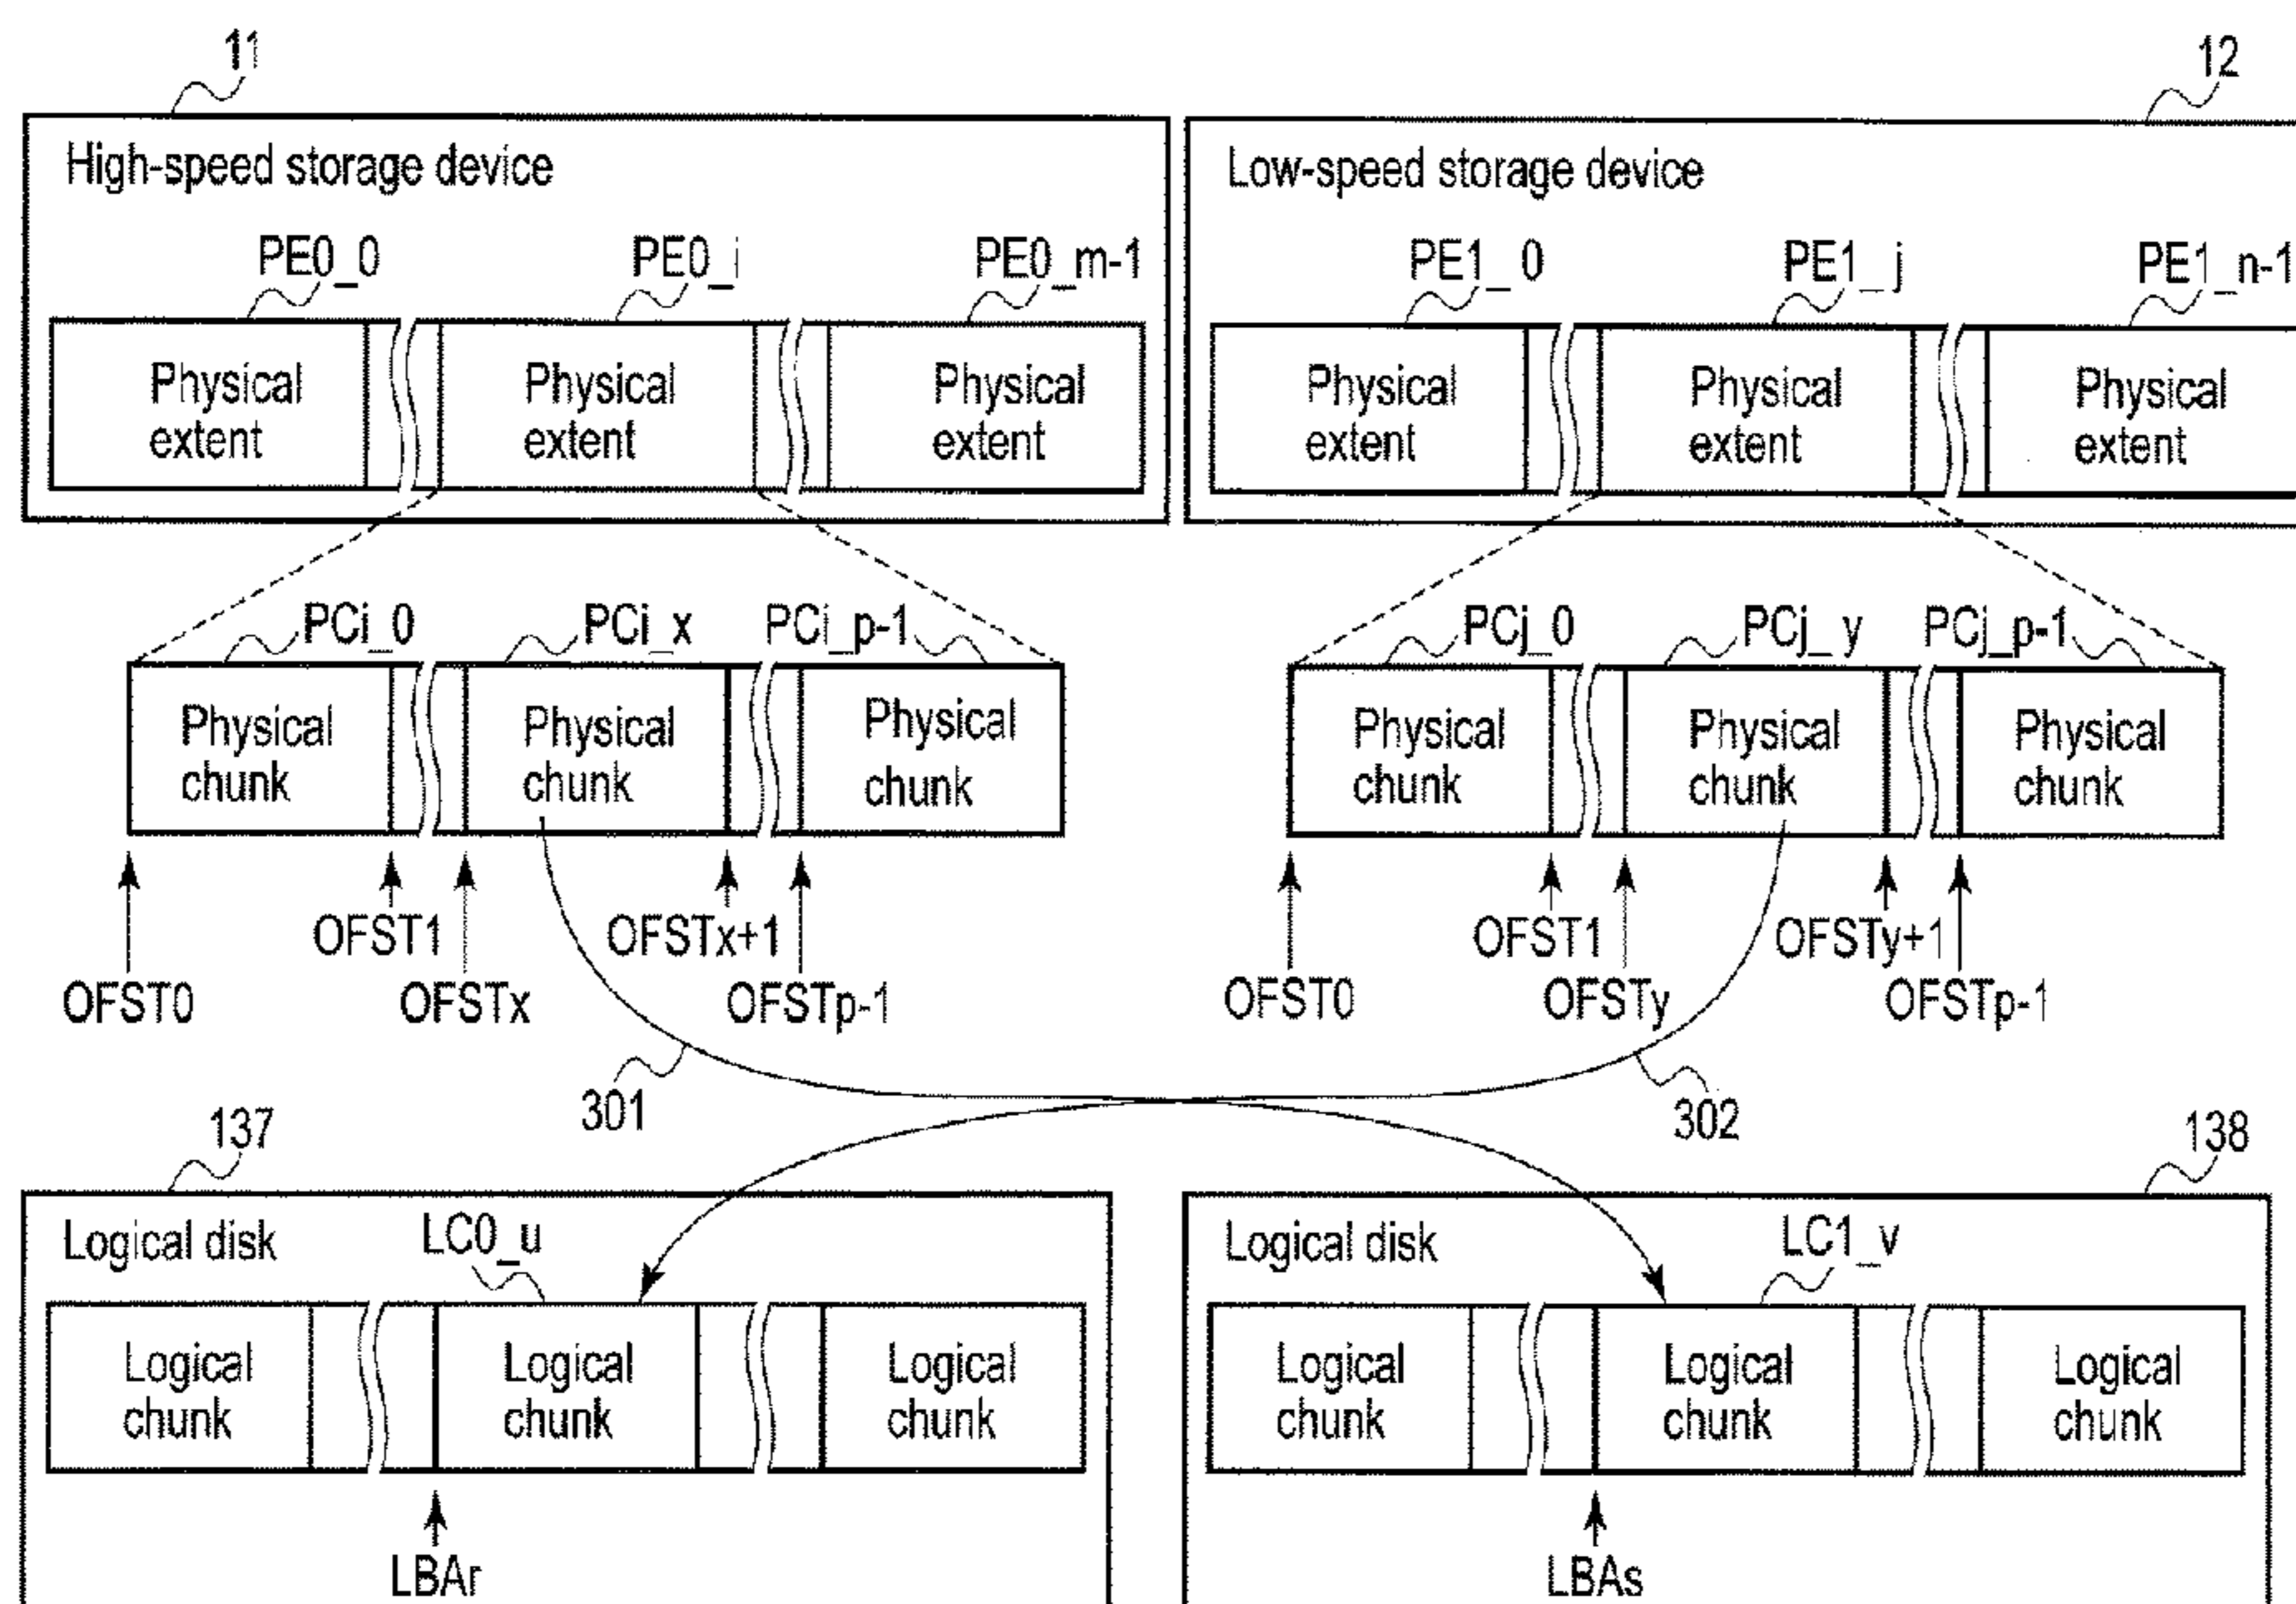 11
12
High-speed storage device
Low-speed storage device
PE0_0
PE0_i
PE0_m-1
PE1_0
PE1_j
PE1_n-1
Physical
extent
Physical
extent
Physical
extent
Physical
extent
Physical
extent
Physical
extent
PCi_0
PCi_x
PCi_p-1
PCj_0
PCj_y
PCj_p-1
Physical
chunk
Physical
chunk
Physical
chunk
Physical
chunk
Physical
chunk
Physical
chunk
OFST1
OFSTx+1
OFST1
OFSTy+1
OFST0
OFSTx
OFSTp-1
OFST0
OFSTy
OFSTp-1
301
302
137
138
Logical disk
LC0_u
Logical disk
LC1_v
Logical
chunk
Logical
chunk
Logical
chunk
Logical
chunk
Logical
chunk
Logical
chunk
LBAr
LBAs